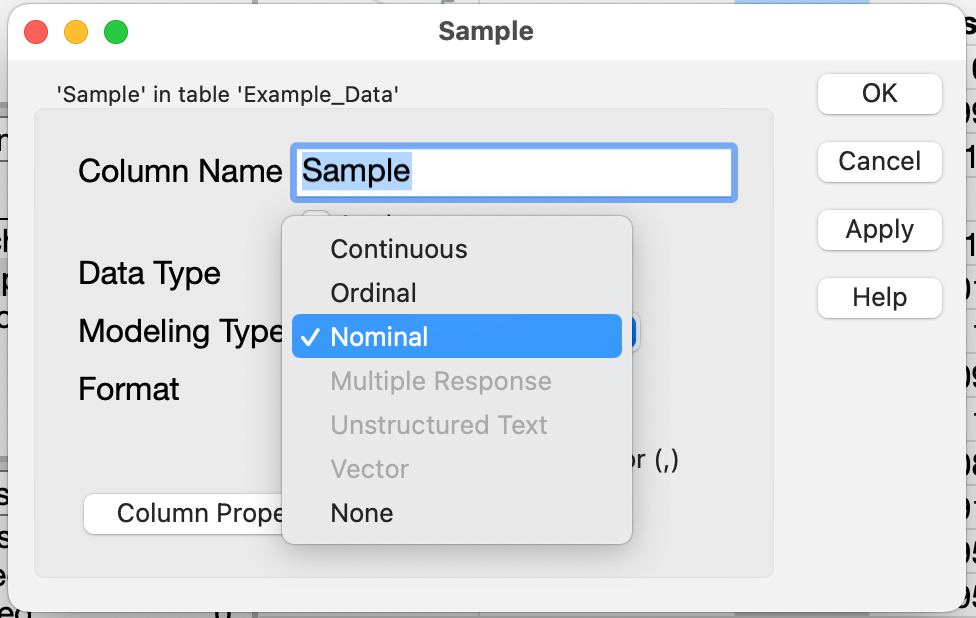 Sample
'Sample' in table 'Example_Data'
OK
Column Name Sample
Cancel
Apply
Continuous
Data Type
Ordinal
Help
Modeling Type
✓ Nominal
Format
Multiple Response
Unstructured Text
Vector
r (,)
Column Prope
None